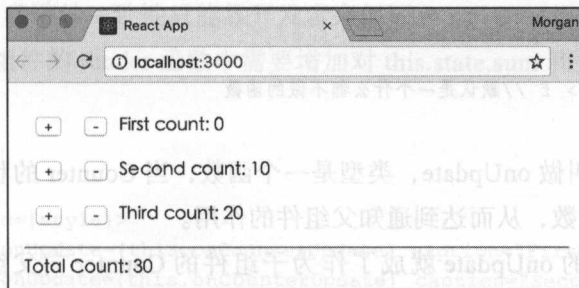 React App
Morgan
localhost:3000
+ - First count: 0
+ - Second count: 10
+ - Third count: 20
Total Count: 30